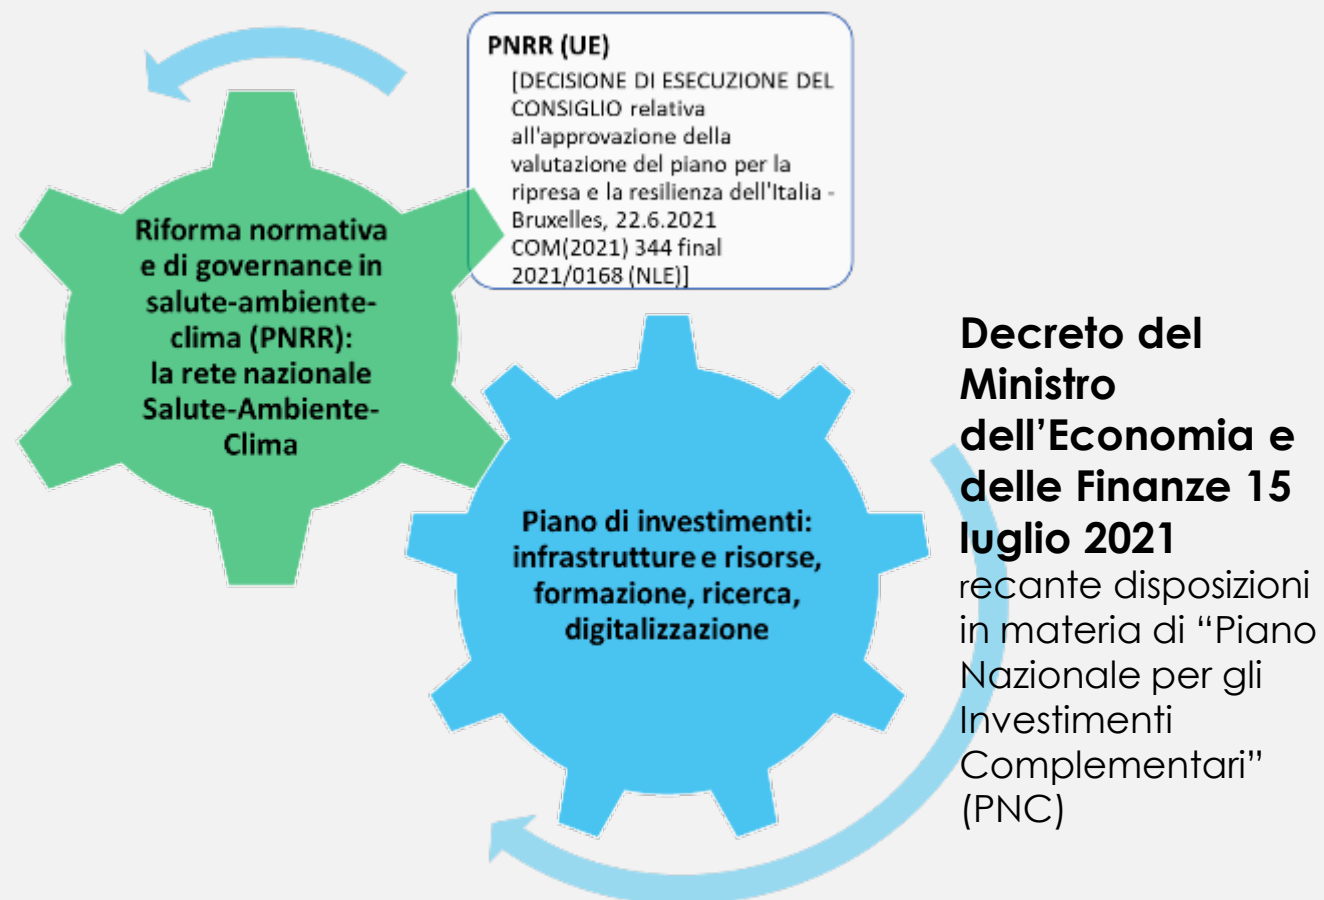 PNRR (UE)
[DECISIONE DI ESECUZIONE DEL
CONSIGLIO relativa
all'approvazione della
valutazione del piano per la
ripresa e la resilienza dell'Italia -
Bruxelles, 22.6.2021
COM(2021) 344 final
2021/0168 (NLE)]
Riforma normativa
e di governance in
salute-ambiente-
clima (PNRR):
la rete nazionale
Salute-Ambiente-
Clima
Piano di investimenti:
infrastrutture e risorse,
formazione, ricerca,
digitalizzazione
Decreto del
Ministro
dell’Economia e
delle Finanze 15
luglio 2021
recante disposizioni
in materia di “Piano
Nazionale per gli
Investimenti
Complementari”
(PNC)